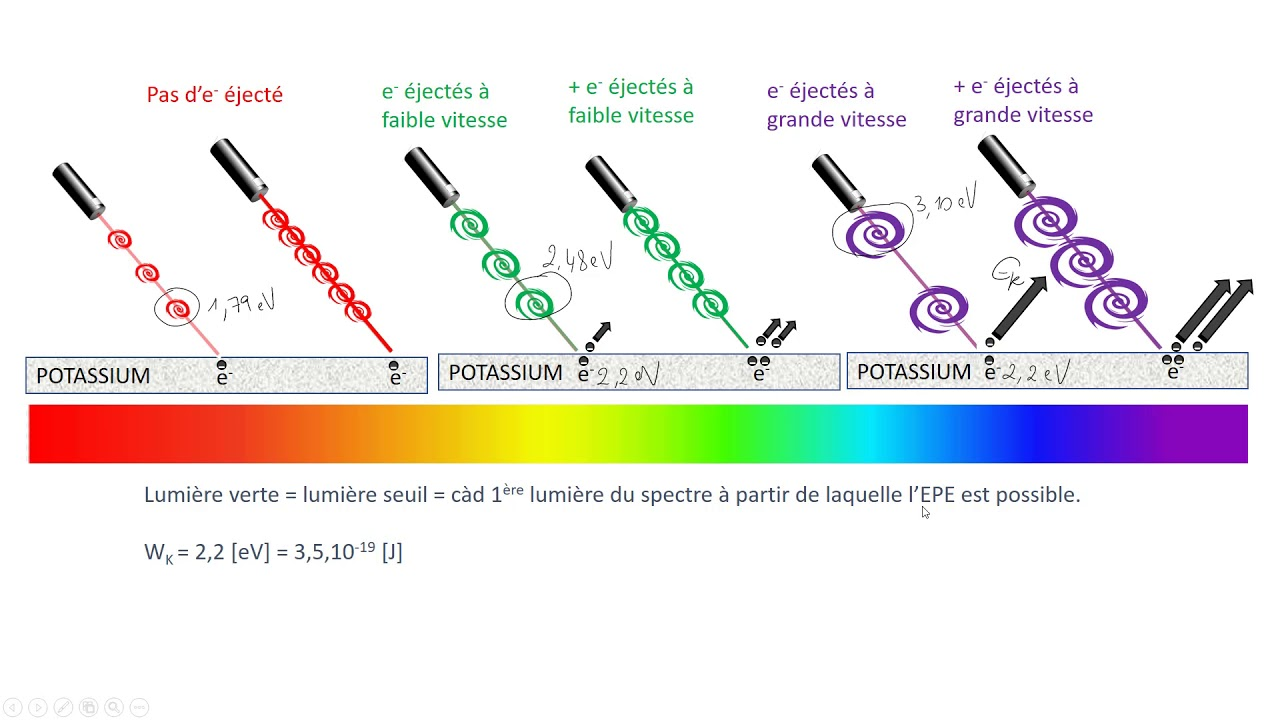 Pas d'e⁻ éjecté
e⁻ éjectés à
faible vitesse
+ e⁻ éjectés à
faible vitesse
e⁻ éjectés à
grande vitesse
+ e⁻ éjectés à
grande vitesse
1,79 eV
2,48 eV
3,10 eV
Eₖ
POTASSIUM e⁻ e⁻
POTASSIUM e⁻ 2,2 eV e⁻
POTASSIUM e⁻ 2,2 eV e⁻
Lumière verte = lumière seuil = càd 1ère lumière du spectre à partir de laquelle l'EPE est possible.
W_K = 2,2 [eV] = 3,5,10⁻¹⁹ [J]